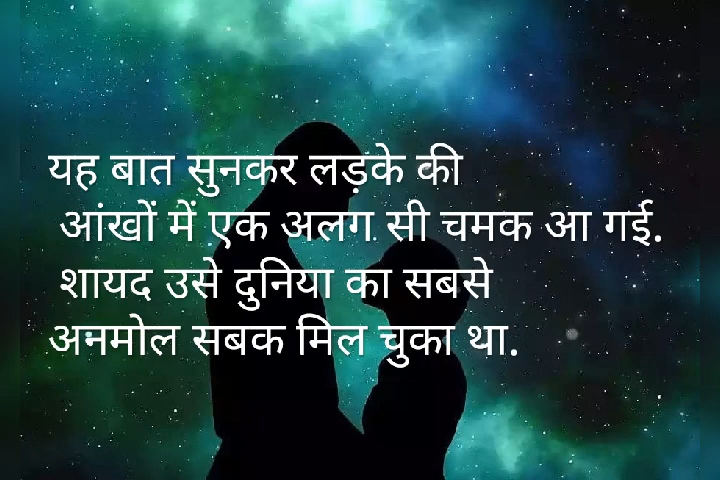 यह बात सुनकर लड़के की
आंखों में एक अलग सी चमक आ गई.
शायद उसे दुनिया का सबसे
अनमोल सबक मिल चुका था.